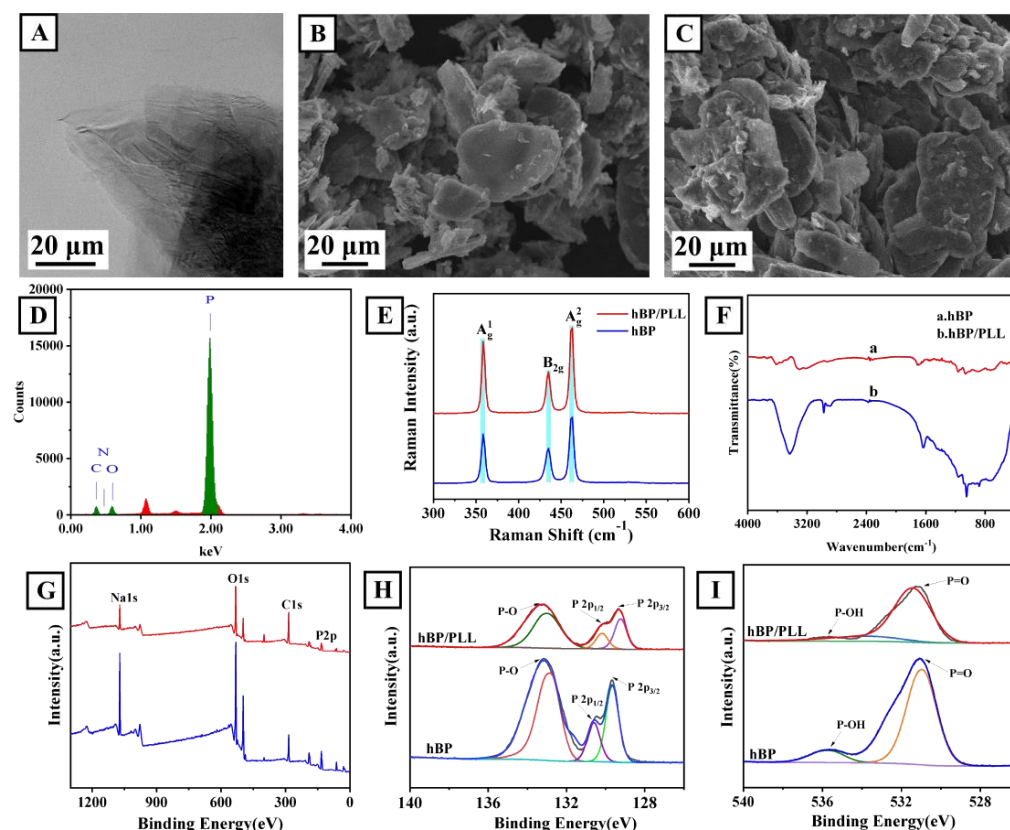 A
20 μm
B
20 μm
C
20 μm
D
20000
15000
10000
5000
0
Counts
P
N
C O
0.00 1.00 2.00 3.00 4.00
keV
E
hBP/PLL
hBP
A¹g
B2g
A²g
Raman Intensity (a.u.)
300 350 400 450 500 550 600
Raman Shift (cm⁻¹)
F
a.hBP
b.hBP/PLL
a
b
Transmittance(%)
4000 3200 2400 1600 800
Wavenumber(cm⁻¹)
G
Na1s
O1s
C1s
P2p
Intensity(a.u.)
1200 900 600 300 0
Binding Energy(eV)
H
P-O
P 2p1/2
P 2p3/2
hBP/PLL
P-O
P 2p1/2
P 2p3/2
hBP
Intensity(a.u.)
140 136 132 128
Binding Energy(eV)
I
P=O
P-OH
hBP/PLL
P=O
P-OH
hBP
Intensity(a.u.)
540 536 532 528
Binding Energy(eV)